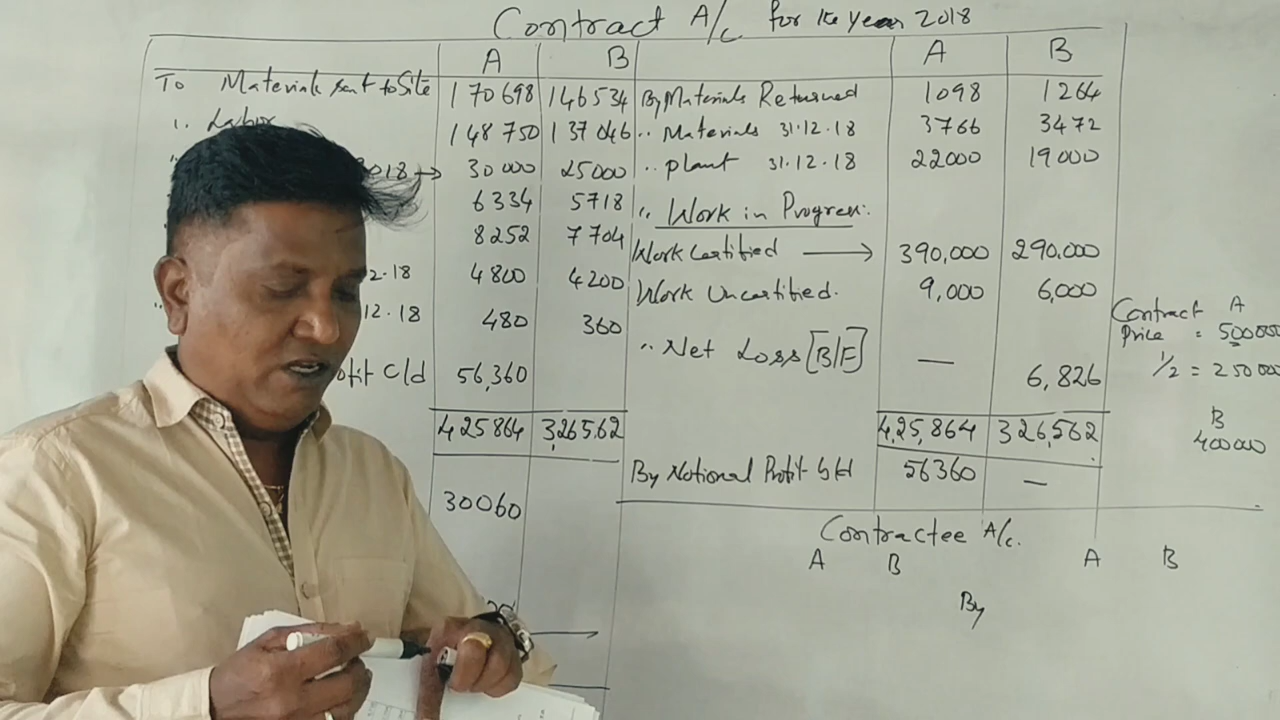 Contract A/c for the year 2018
A B A B
To Materials sent to Site 170698 146534 By Materials Returned 1098 1264
" Labor 148750 137046 " Materials 31.12.18 3766 3472
018 → 30000 25000 " plant 31.12.18 22000 19000
6334 5718 " Work in Progress:
8252 7704 Work Certified → 390,000 290,000
2.18 4800 4200 Work Uncertified. 9,000 6,000
12.18 480 360 " Net Loss [B/F] — 6,826
ofit C/d 56,360
425864 3,26562 4,25,864 326,562
By Notional Profit b/d 56360 —
30060
Contract A
Price = 500000
1/2 = 250000
B
400000
Contractee A/c.
A B A B
By